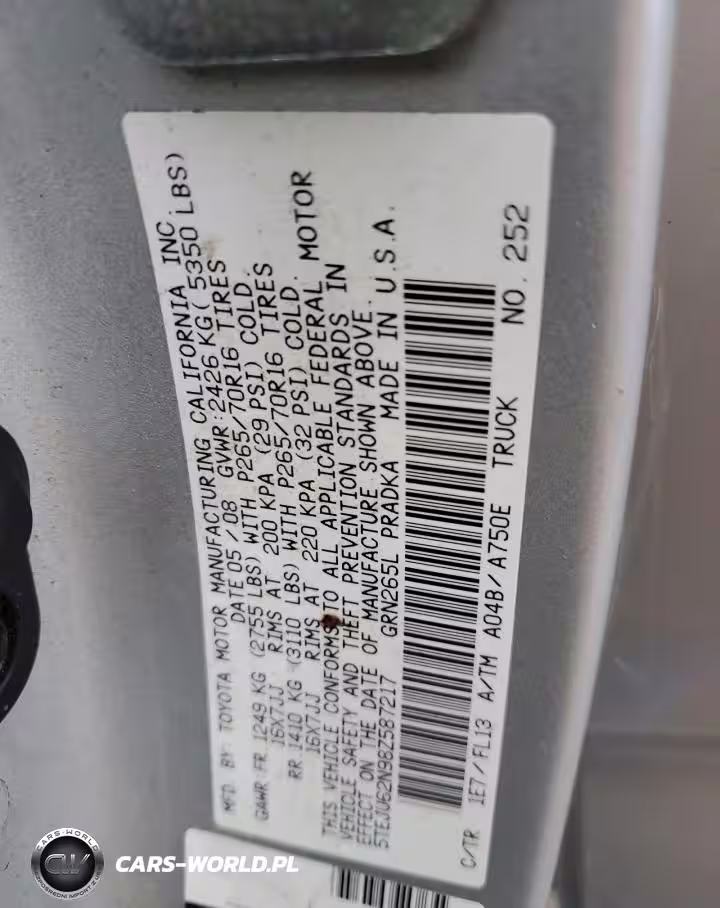 MFD. BY: TOYOTA MOTOR MANUFACTURING CALIFORNIA INC.
DATE 05/08 GVWR:2426 KG( 5350 LBS)
GAWR FR. 1249 KG (2755 LBS) WITH P265/70R16 TIRES
16X7JJ RIMS AT 200 KPA (29 PSI) COLD.
RR.1410 KG (3110 LBS) WITH P265/70R16 TIRES
16X7JJ RIMS AT 220 KPA (32 PSI) COLD.
THIS VEHICLE CONFORMS TO ALL APPLICABLE FEDERAL MOTOR
VEHICLE SAFETY AND THEFT PREVENTION STANDARDS IN
EFFECT ON THE DATE OF MANUFACTURE SHOWN ABOVE.
5TEJU62N98Z587217 GRN265L PRADKA MADE IN U.S.A.
C/TR 1E7/FL13 A/TM A04B/A750E TRUCK NO. 252
CARS-WORLD
CW
CARS-WORLD.PL